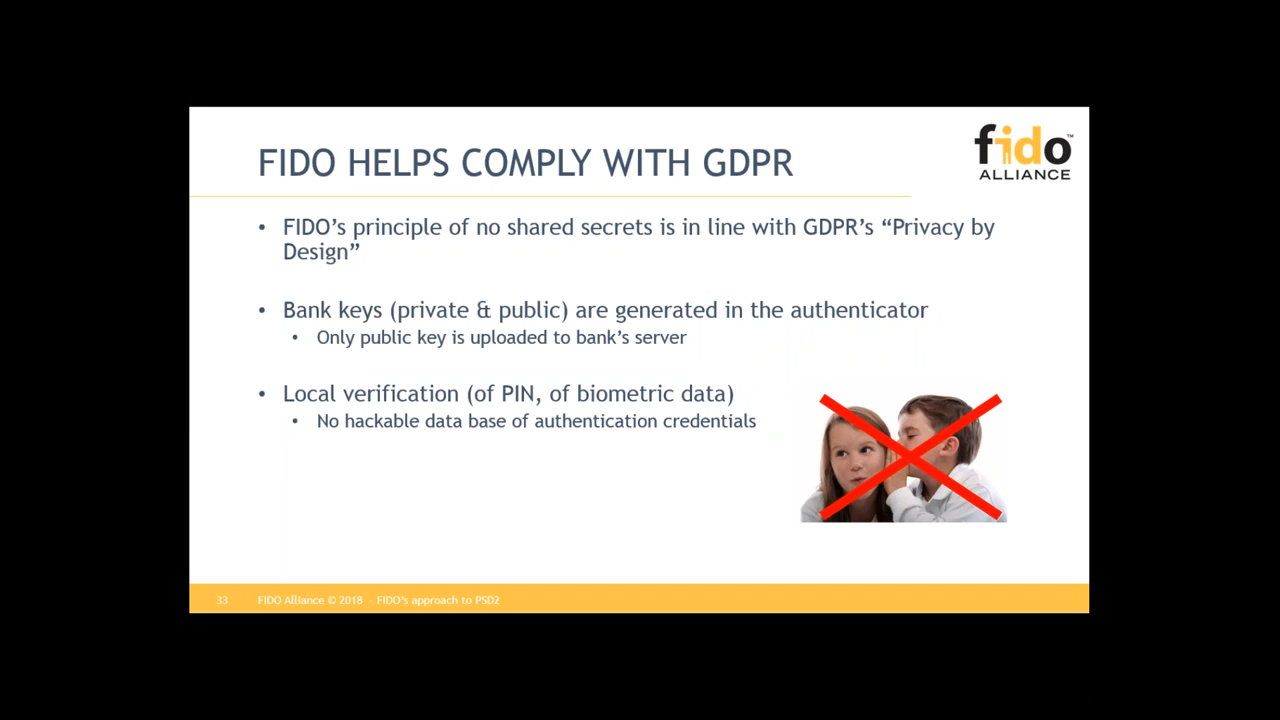 fido™
ALLIANCE
FIDO HELPS COMPLY WITH GDPR
• FIDO’s principle of no shared secrets is in line with GDPR’s “Privacy by
Design”
• Bank keys (private & public) are generated in the authenticator
• Only public key is uploaded to bank’s server
• Local verification (of PIN, of biometric data)
• No hackable data base of authentication credentials
33 FIDO Alliance © 2018 - FIDO’s approach to PSD2